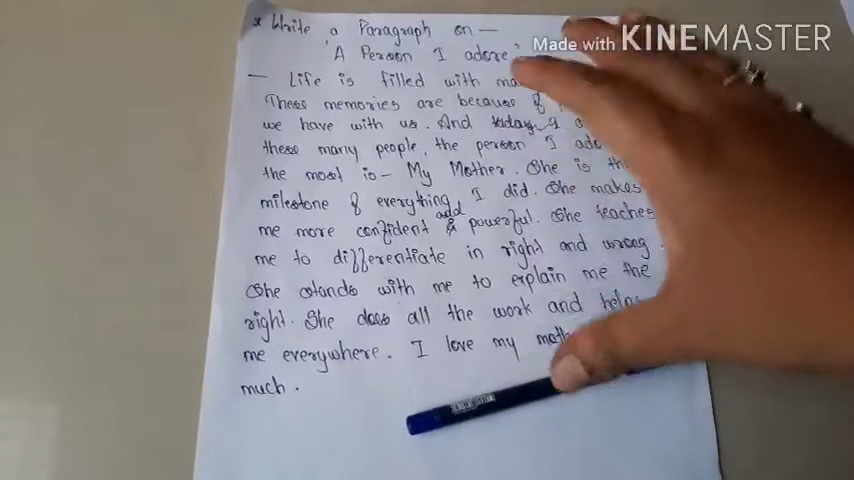 * Write a Paragraph on —
'A Person I adore'
Made with KINEMASTER
— Life is filled with
These memories are because of
we have with us. And today, I
these many people, the person I
the most is - My Mother. She is the
milestone of everything I did. She makes
me more confident add & powerful. She teaches
me to differentiate in right and wrong.
She stands with me to explain me the
right. She does all the work and helps
me everywhere. I love my
much.